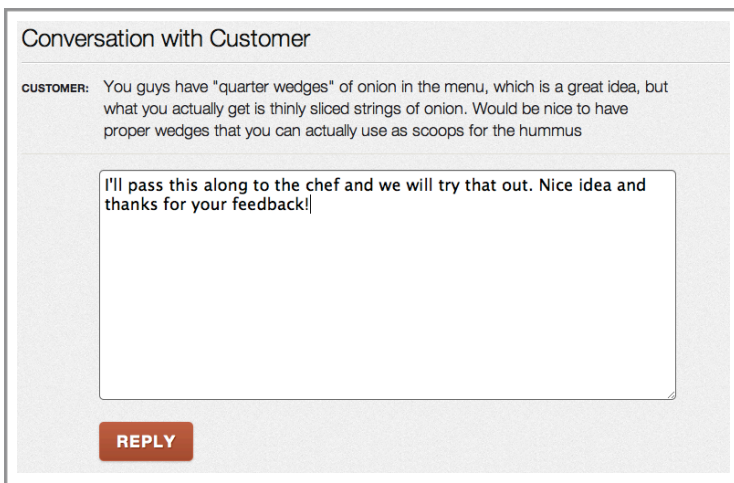 Conversation with Customer
CUSTOMER: You guys have "quarter wedges" of onion in the menu, which is a great idea, but
what you actually get is thinly sliced strings of onion. Would be nice to have
proper wedges that you can actually use as scoops for the hummus
I'll pass this along to the chef and we will try that out. Nice idea and
thanks for your feedback!
REPLY